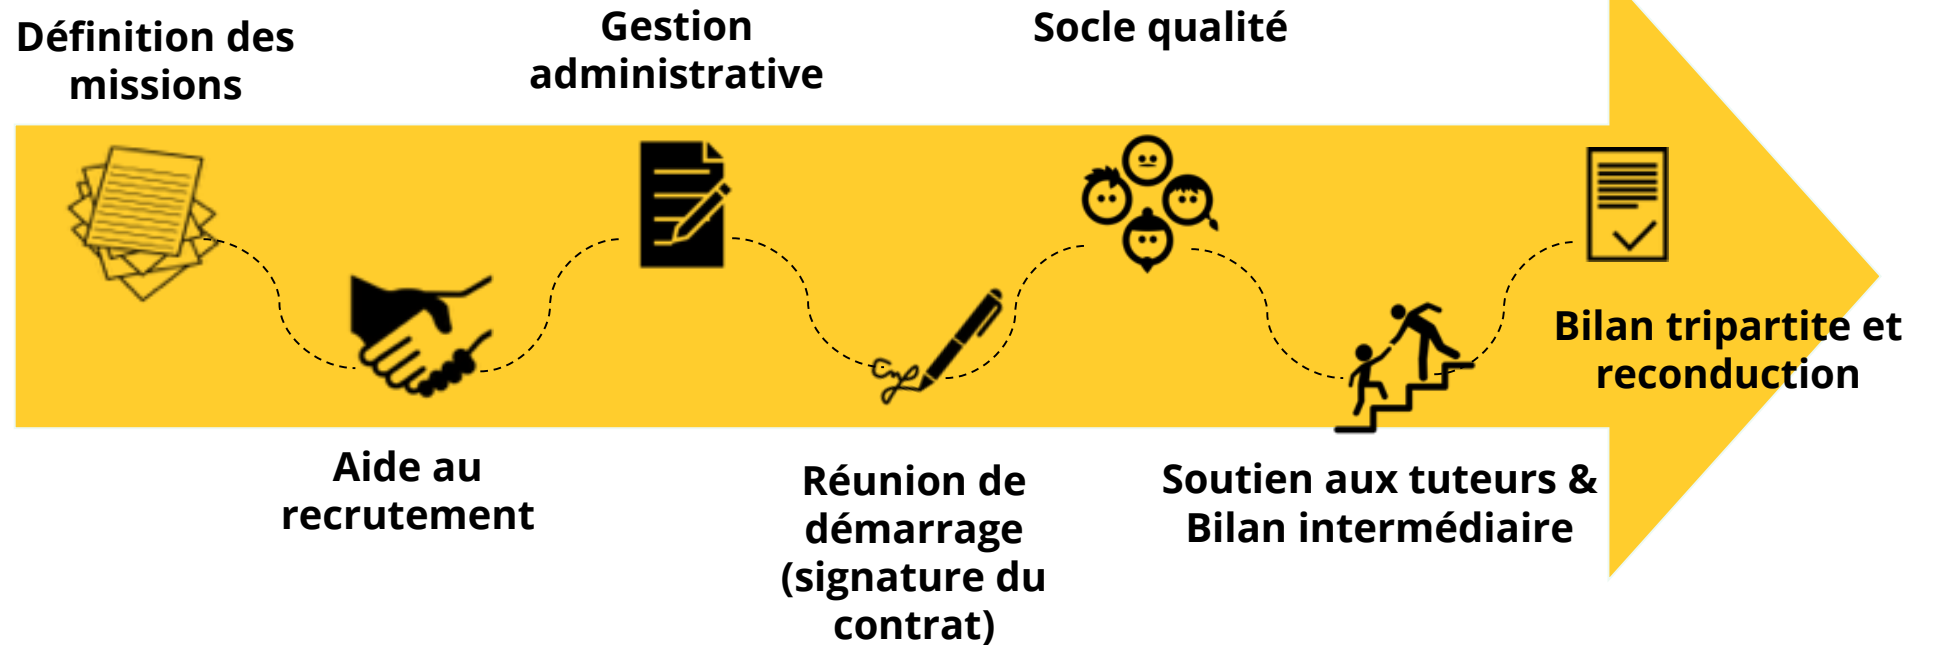 Définition des
missions
Aide au
recrutement
Gestion
administrative
Réunion de
démarrage
(signature du
contrat)
Socle qualité
Soutien aux tuteurs &
Bilan intermédiaire
Bilan tripartite et
reconduction